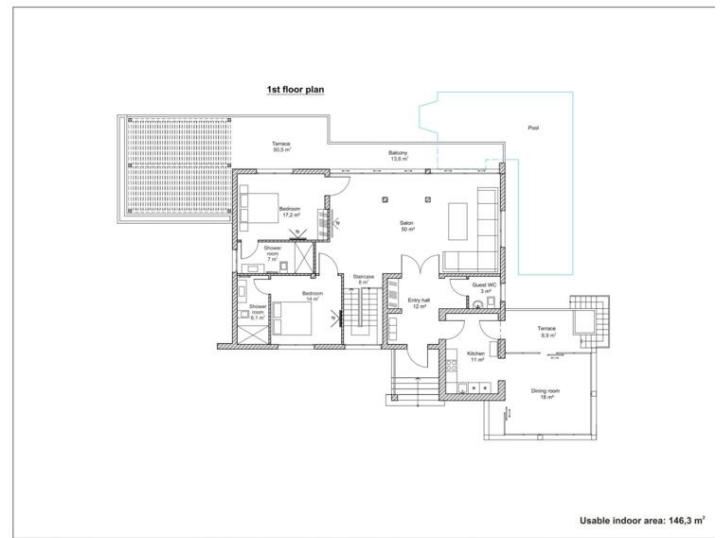 1st floor plan
Terrace
50,5 m²
Balcony
13,6 m²
Pool
Bedroom
17,2 m²
Salon
50 m²
Shower
room
7 m²
Staircase
8 m²
Bedroom
14 m²
Shower
room
6,1 m²
Entry hall
12 m²
Guest WC
3 m²
Kitchen
11 m²
Terrace
8,9 m²
Dining room
18 m²
Usable indoor area: 146,3 m²